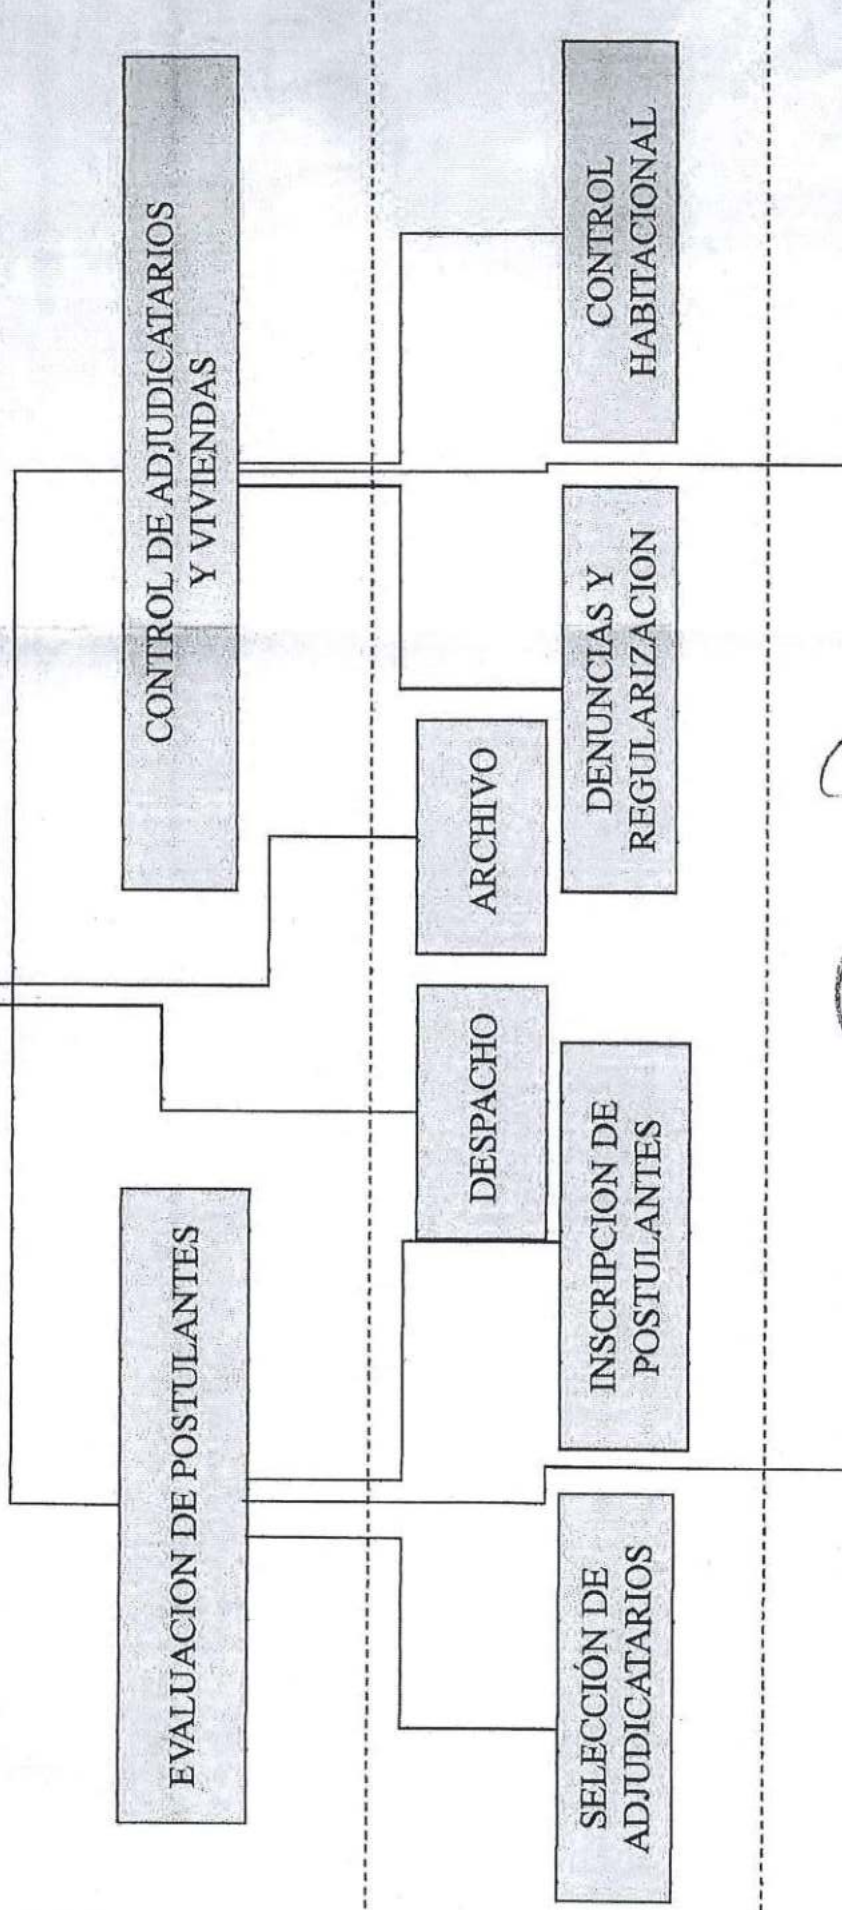 EVALUACION DE POSTULANTES
CONTROL DE ADJUDICATARIOS
Y VIVIENDAS
DESPACHO
ARCHIVO
SELECCIÓN DE
ADJUDICATARIOS
INSCRIPCION DE
POSTULANTES
DENUNCIAS Y
REGULARIZACION
CONTROL
HABITACIONAL